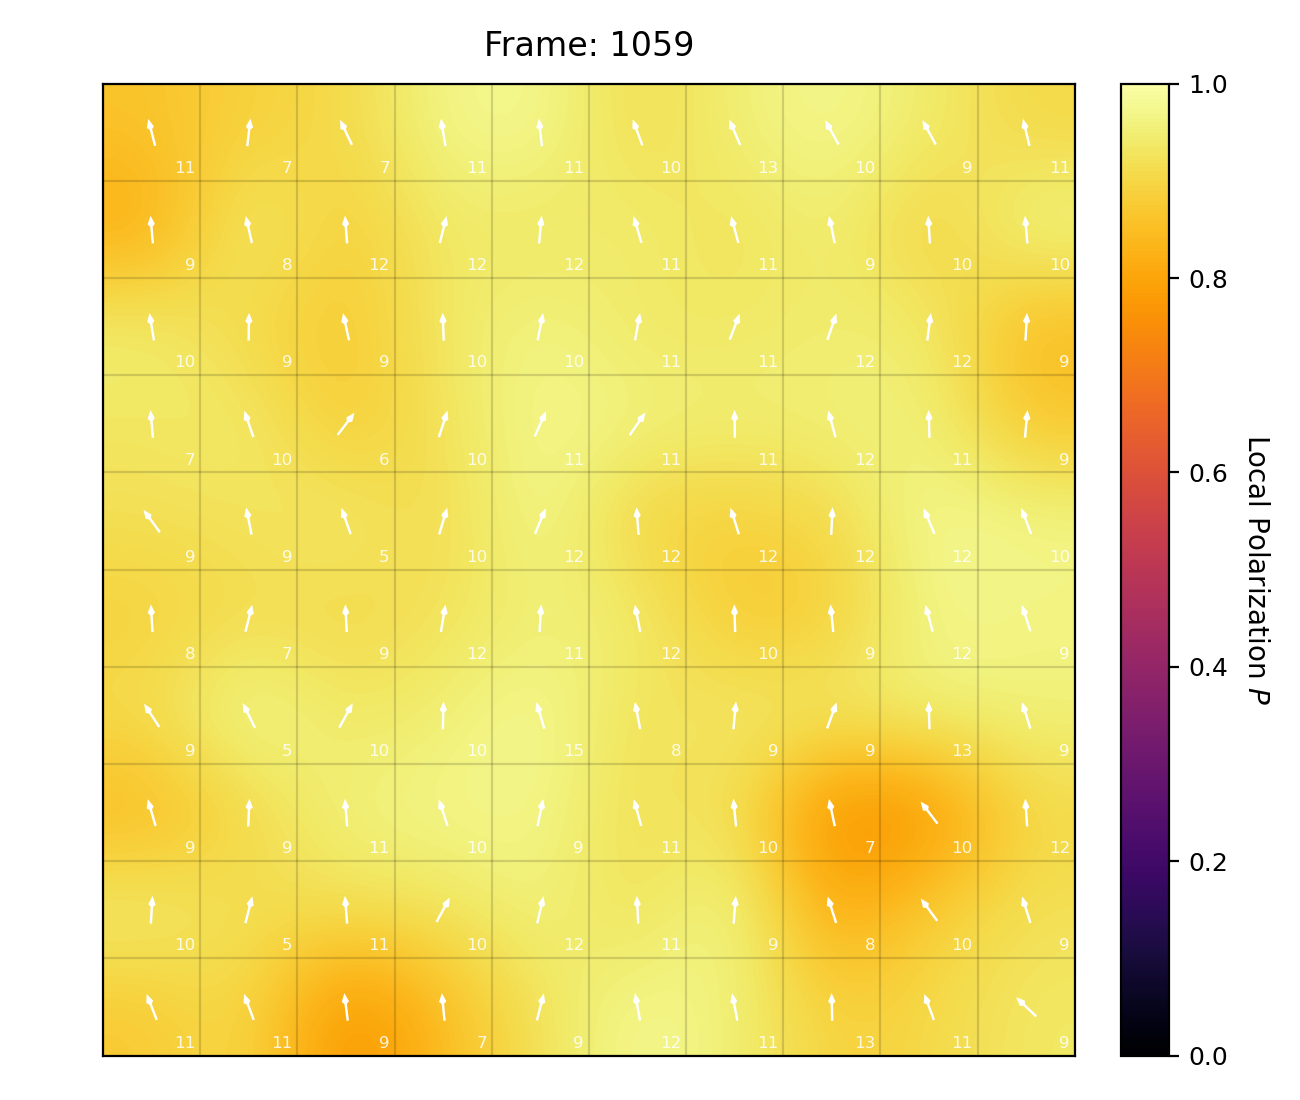 Frame: 1059
11 7 7 11 11 10 13 10 9 11
9 8 12 12 12 11 11 9 10 10
10 9 9 10 10 11 11 12 12 9
7 10 6 10 11 11 11 12 11 9
9 9 5 10 12 12 12 12 12 10
8 7 9 12 11 12 10 9 12 9
9 5 10 10 15 8 9 9 13 9
9 9 11 10 9 11 10 7 10 12
10 5 11 10 12 11 9 8 10 9
11 11 9 7 9 12 11 13 11 9
1.0
0.8
0.6
0.4
0.2
0.0
Local Polarization P